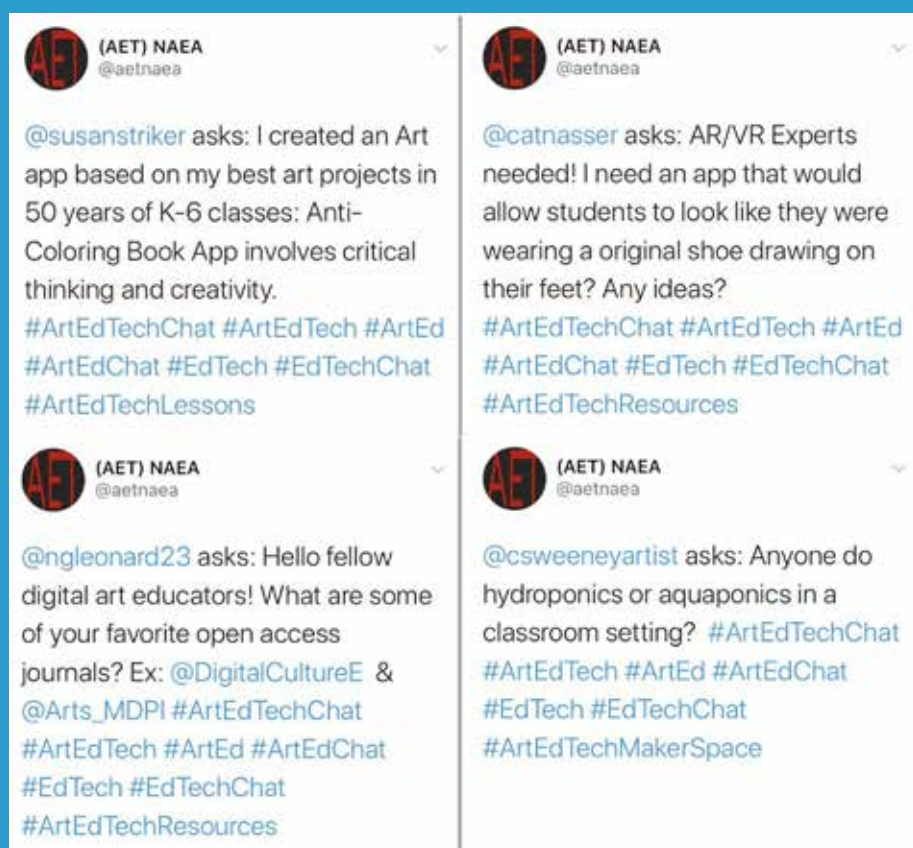 AET
(AET) NAEA
@aetnaea
@susanstriker asks: I created an Art
app based on my best art projects in
50 years of K-6 classes: Anti-
Coloring Book App involves critical
thinking and creativity.
#ArtEdTechChat #ArtEdTech #ArtEd
#ArtEdChat #EdTech #EdTechChat
#ArtEdTechLessons
AET
(AET) NAEA
@aetnaea
@catnasser asks: AR/VR Experts
needed! I need an app that would
allow students to look like they were
wearing a original shoe drawing on
their feet? Any ideas?
#ArtEdTechChat #ArtEdTech #ArtEd
#ArtEdChat #EdTech #EdTechChat
#ArtEdTechResources
AET
(AET) NAEA
@aetnaea
@ngleonard23 asks: Hello fellow
digital art educators! What are some
of your favorite open access
journals? Ex: @DigitalCultureE &
@Arts_MDPI #ArtEdTechChat
#ArtEdTech #ArtEd #ArtEdChat
#EdTech #EdTechChat
#ArtEdTechResources
AET
(AET) NAEA
@aetnaea
@csweeneyartist asks: Anyone do
hydroponics or aquaponics in a
classroom setting? #ArtEdTechChat
#ArtEdTech #ArtEd #ArtEdChat
#EdTech #EdTechChat
#ArtEdTechMakerSpace